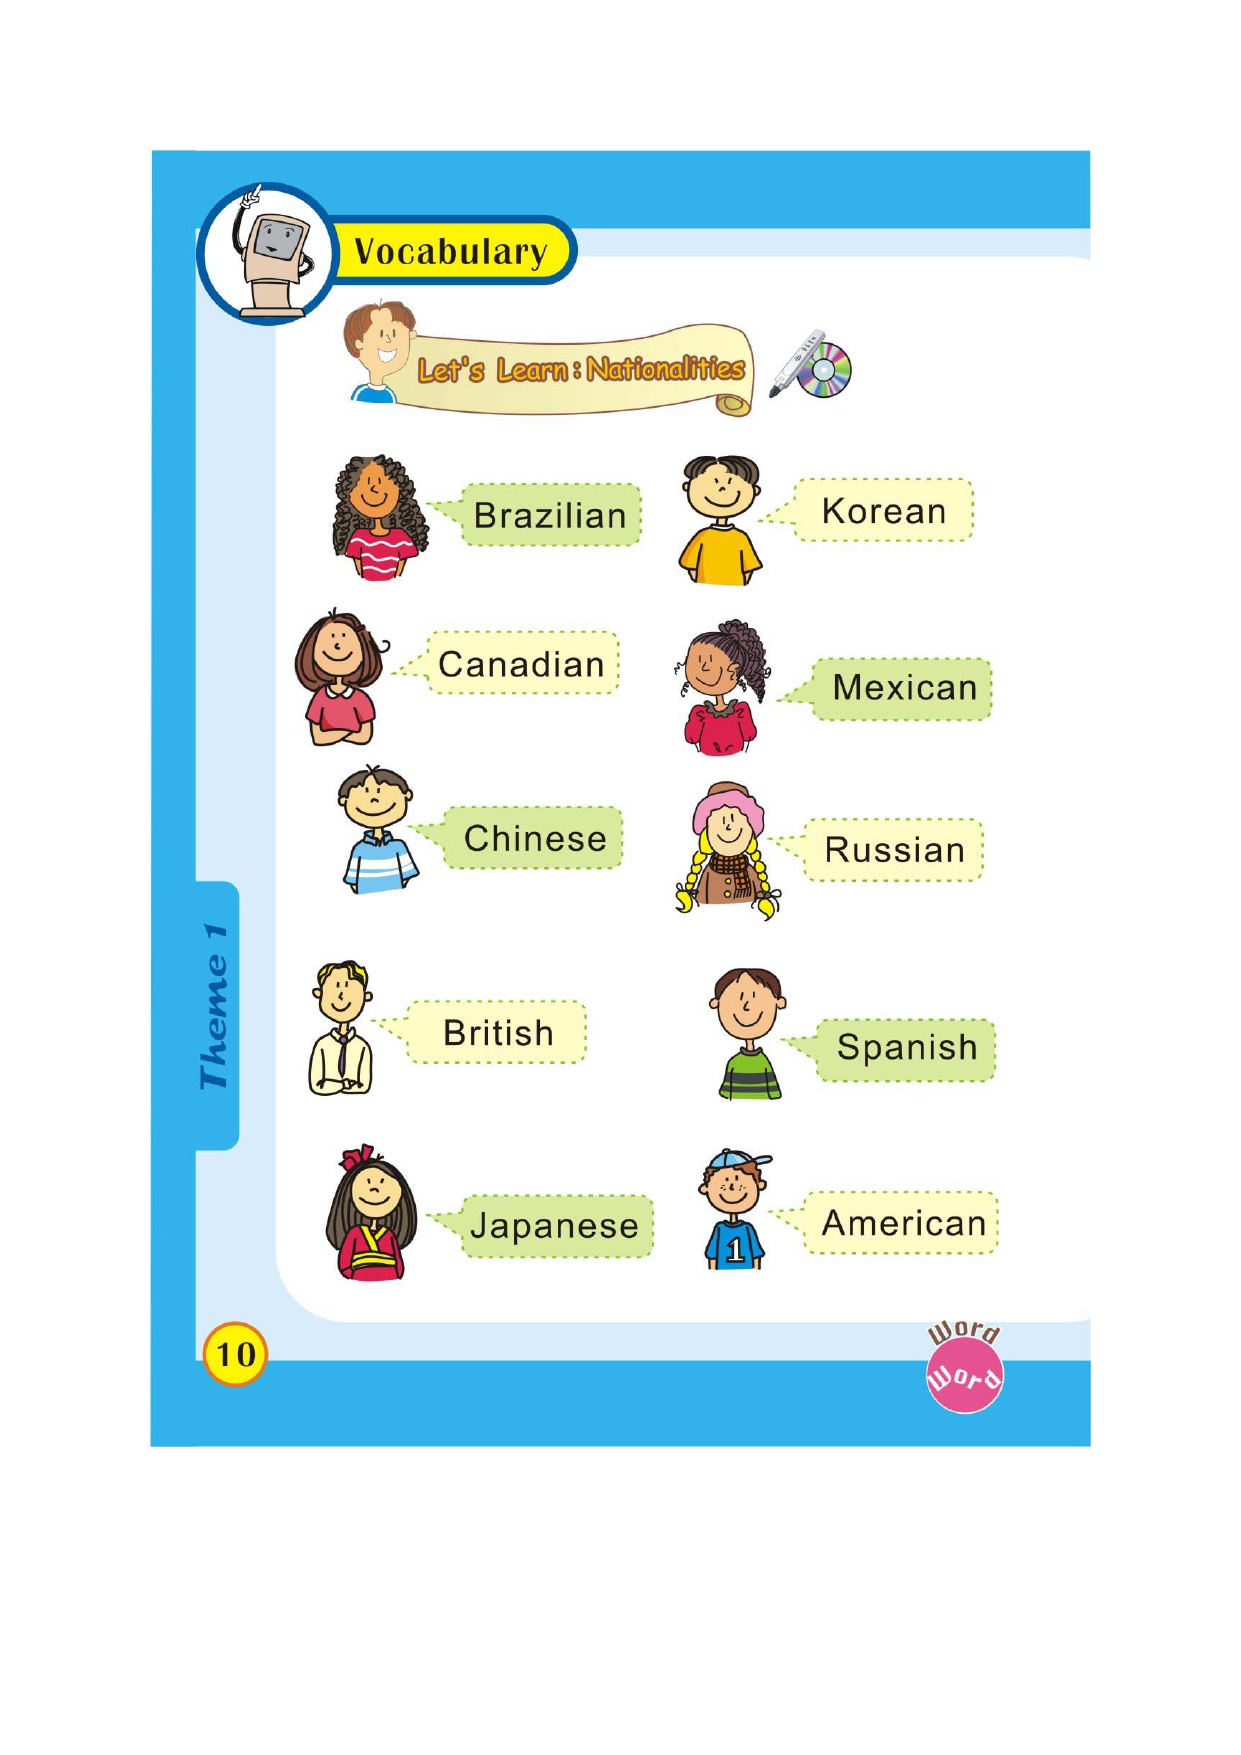 Vocabulary
Let's Learn : Nationalities
Brazilian
Korean
Canadian
Mexican
Chinese
Russian
British
Spanish
Japanese
American
1
Theme 1
10
Word
Word